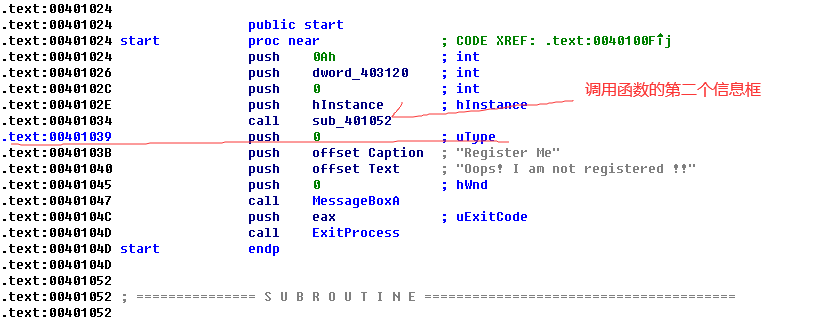 .text:00401024
.text:00401024 public start
.text:00401024 start proc near ; CODE XREF: .text:0040100F↑j
.text:00401024 push 0Ah ; int
.text:00401026 push dword_403120 ; int
.text:0040102C push 0 ; int
.text:0040102E push hInstance ; hInstance
.text:00401034 call sub_401052
调用函数的第二个信息框
.text:00401039 push 0 ; uType
.text:0040103B push offset Caption ; "Register Me"
.text:00401040 push offset Text ; "Oops! I am not registered !!"
.text:00401045 push 0 ; hWnd
.text:00401047 call MessageBoxA
.text:0040104C push eax ; uExitCode
.text:0040104D call ExitProcess
.text:0040104D start endp
.text:0040104D
.text:00401052
.text:00401052 ; =============== S U B R O U T I N E =======================================
.text:00401052